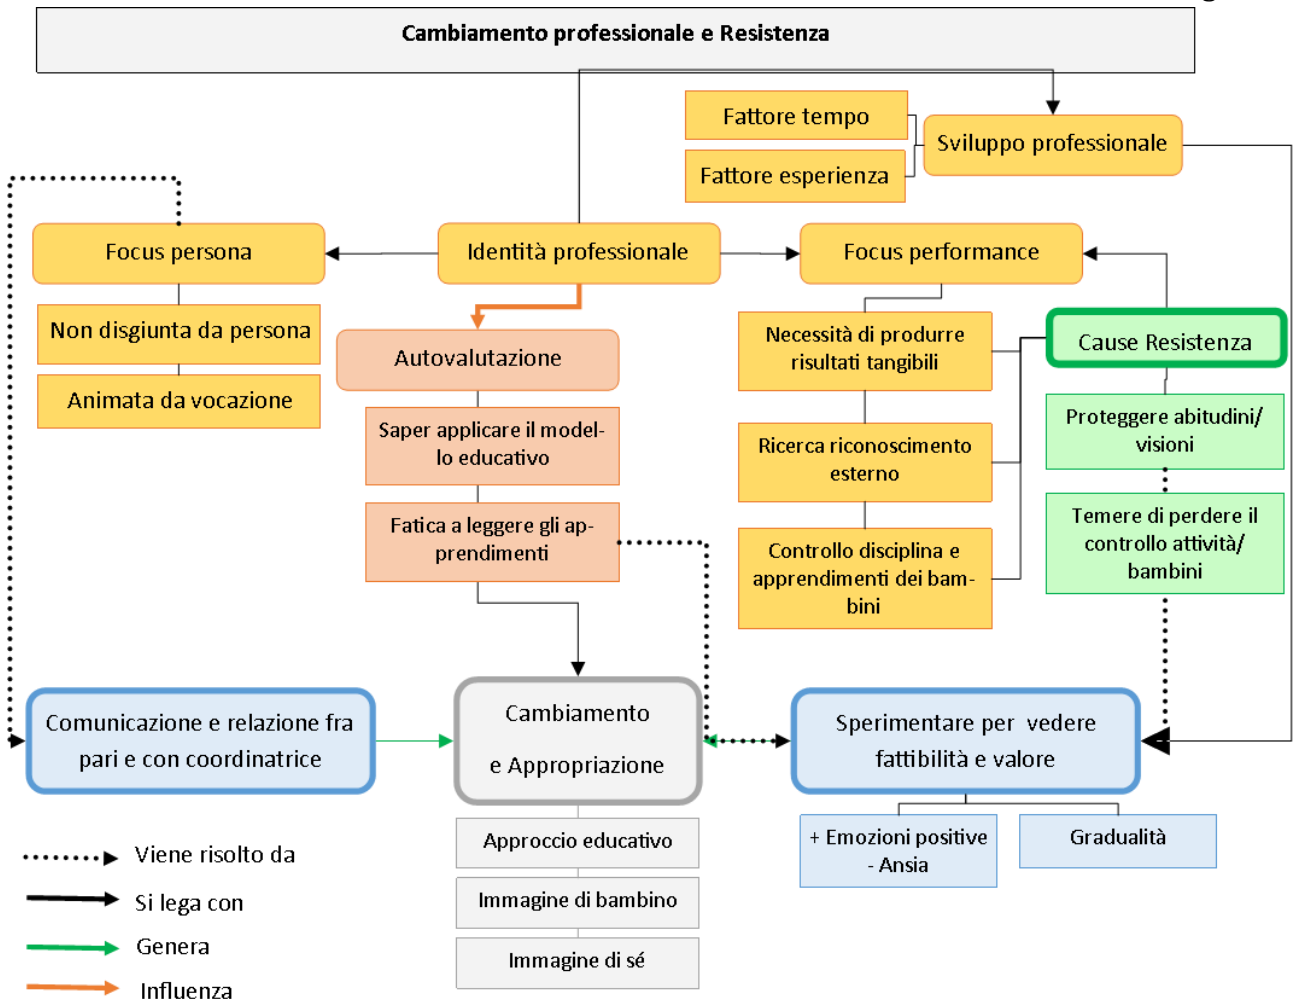 Cambiamento professionale e Resistenza
Fattore tempo
Sviluppo professionale
Fattore esperienza
Focus persona
Identità professionale
Focus performance
Non disgiunta da persona
Animata da vocazione
Autovalutazione
Saper applicare il model-
lo educativo
Fatica a leggere gli ap-
prendimenti
Necessità di produrre
risultati tangibili
Ricerca riconoscimento
esterno
Controllo disciplina e
apprendimenti dei bam-
bini
Cause Resistenza
Proteggere abitudini/
visioni
Temere di perdere il
controllo attività/
bambini
Comunicazione e relazione fra
pari e con coordinatrice
Cambiamento
e Appropriazione
Sperimentare per vedere
fattibilità e valore
Approccio educativo
Immagine di bambino
Immagine di sé
+ Emozioni positive
- Ansia
Gradualità
Viene risolto da
Si lega con
Genera
Influenza